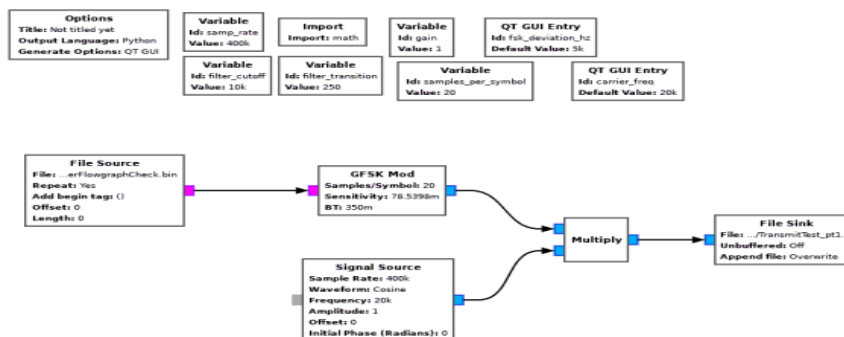 Options
Title: Not titled yet
Output Language: Python
Generate Options: QT GUI
Variable
Id: samp_rate
Value: 400k
Import
Import: math
Variable
Id: gain
Value: 1
QT GUI Entry
Id: fsk_deviation_hz
Default Value: 5k
Variable
Id: filter_cutoff
Value: 10k
Variable
Id: filter_transition
Value: 250
Variable
Id: samples_per_symbol
Value: 20
QT GUI Entry
Id: carrier_freq
Default Value: 20k
File Source
File: ...erFlowgraphCheck.bin
Repeat: Yes
Add begin tag: ()
Offset: 0
Length: 0
GFSK Mod
Samples/Symbol: 20
Sensitivity: 78.5398m
BT: 350m
Multiply
File Sink
File: .../TransmitTest_pt1.
Unbuffered: Off
Append file: Overwrite
Signal Source
Sample Rate: 400k
Waveform: Cosine
Frequency: 20k
Amplitude: 1
Offset: 0
Initial Phase (Radians): 0